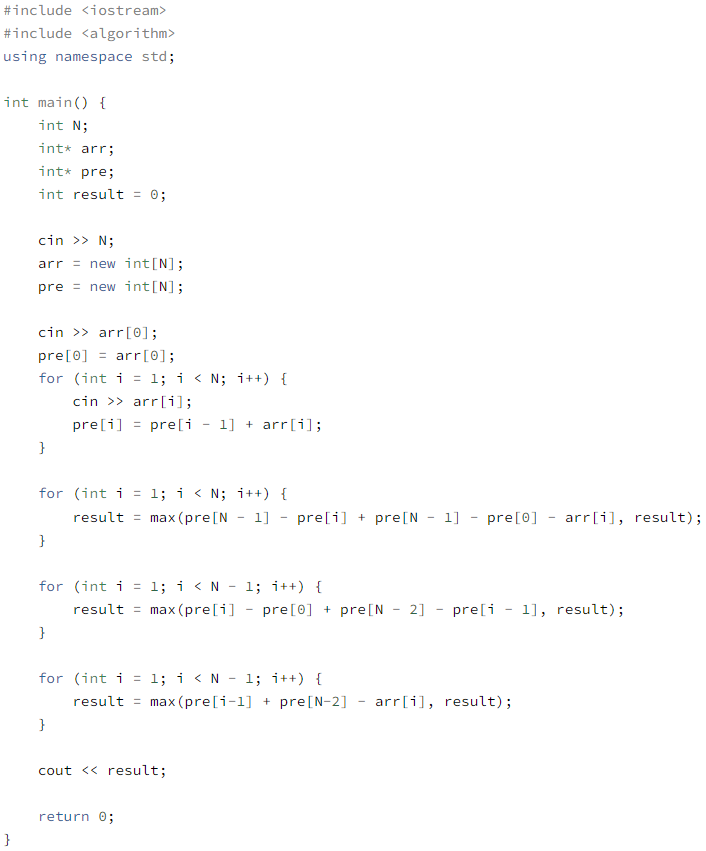 #include <iostream>
#include <algorithm>
using namespace std;

int main() {
    int N;
    int* arr;
    int* pre;
    int result = 0;

    cin >> N;
    arr = new int[N];
    pre = new int[N];

    cin >> arr[0];
    pre[0] = arr[0];
    for (int i = 1; i < N; i++) {
        cin >> arr[i];
        pre[i] = pre[i - 1] + arr[i];
    }

    for (int i = 1; i < N; i++) {
        result = max(pre[N - 1] - pre[i] + pre[N - 1] - pre[0] - arr[i], result);
    }

    for (int i = 1; i < N - 1; i++) {
        result = max(pre[i] - pre[0] + pre[N - 2] - pre[i - 1], result);
    }

    for (int i = 1; i < N - 1; i++) {
        result = max(pre[i-1] + pre[N-2] - arr[i], result);
    }

    cout << result;

    return 0;
}